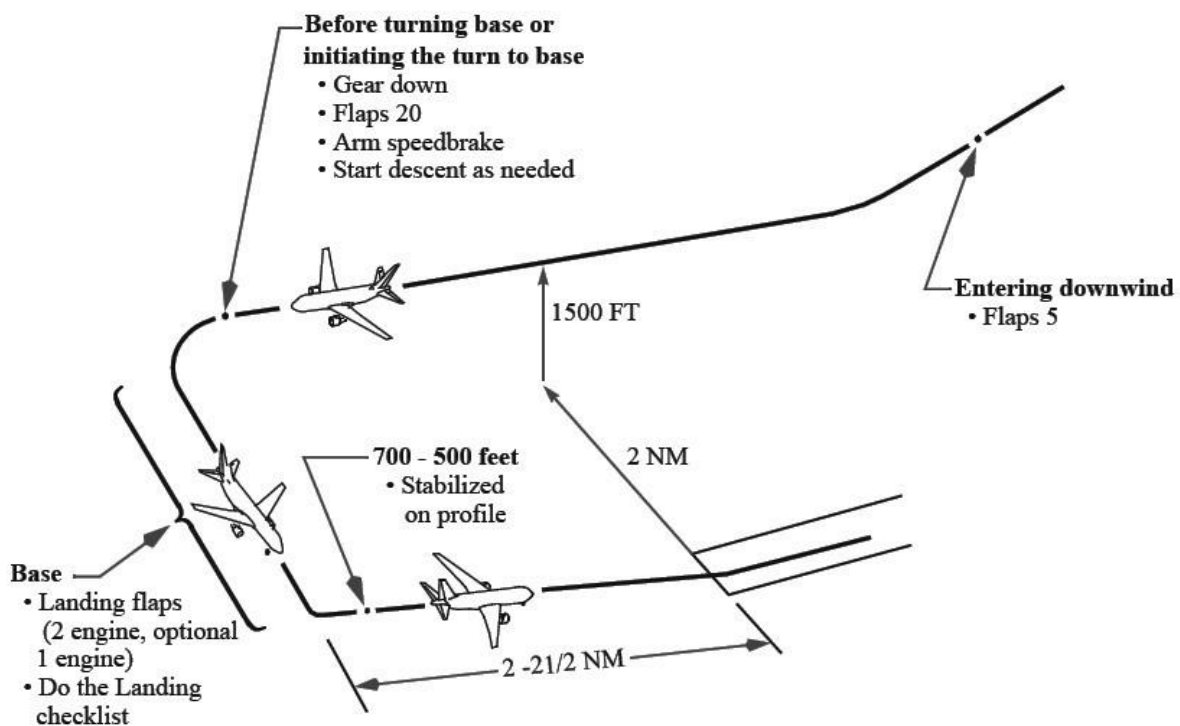 Before turning base or
initiating the turn to base
• Gear down
• Flaps 20
• Arm speedbrake
• Start descent as needed
Entering downwind
• Flaps 5
1500 FT
2 NM
700 - 500 feet
• Stabilized
on profile
Base
• Landing flaps
(2 engine, optional
1 engine)
• Do the Landing
checklist
2 -21/2 NM